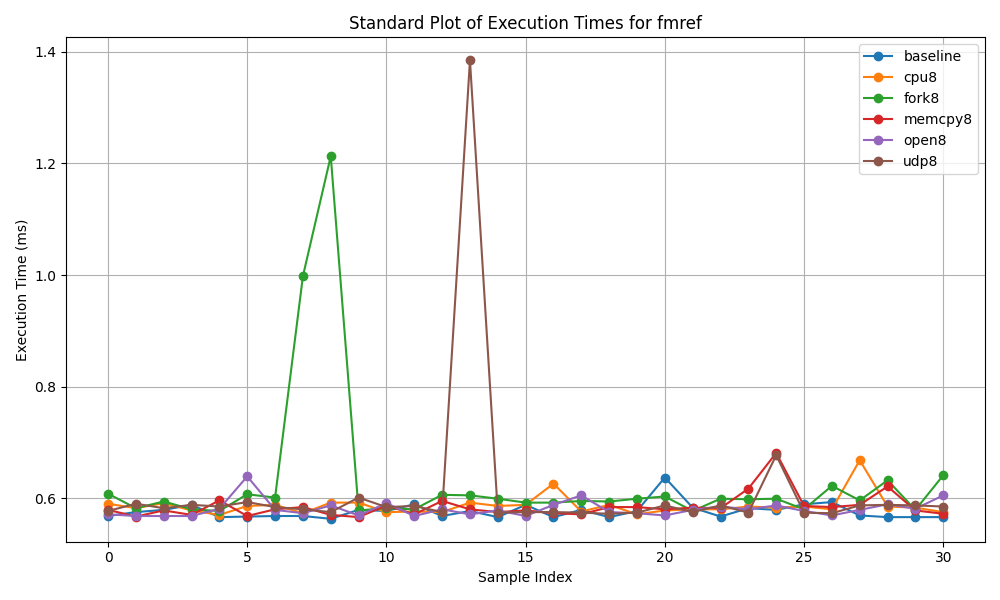 Standard Plot of Execution Times for fmref
1.4
1.2
1.0
0.8
0.6
Execution Time (ms)
baseline
cpu8
fork8
memcpy8
open8
udp8
0 5 10 15 20 25 30
Sample Index